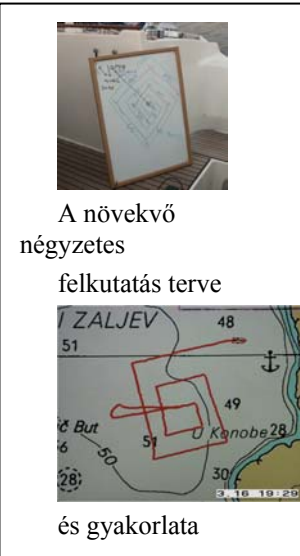 A növekvő
négyzetes
felkutatás terve
I ZALJEV
48
51
49
51
č But
U Konobe
28
50
6
(28)
30
3.16 19:29
és gyakorlata